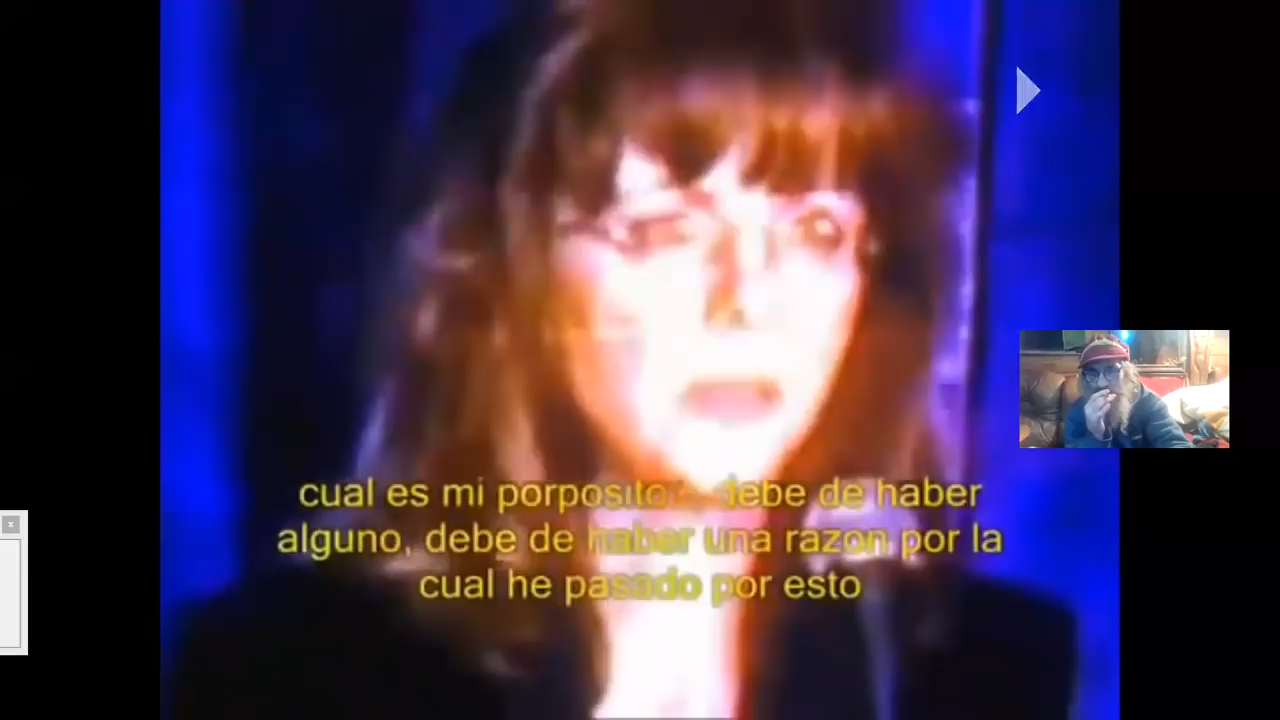 cual es mi porposito?, debe de haber
alguno, debe de haber una razon por la
cual he pasado por esto